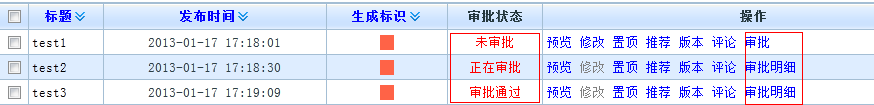 标题 发布时间 生成标识 审批状态 操作
test1 2013-01-17 17:18:01 未审批 预览 修改 置顶 推荐 版本 评论 审批
test2 2013-01-17 17:18:30 正在审批 预览 修改 置顶 推荐 版本 评论 审批明细
test3 2013-01-17 17:19:09 审批通过 预览 修改 置顶 推荐 版本 评论 审批明细